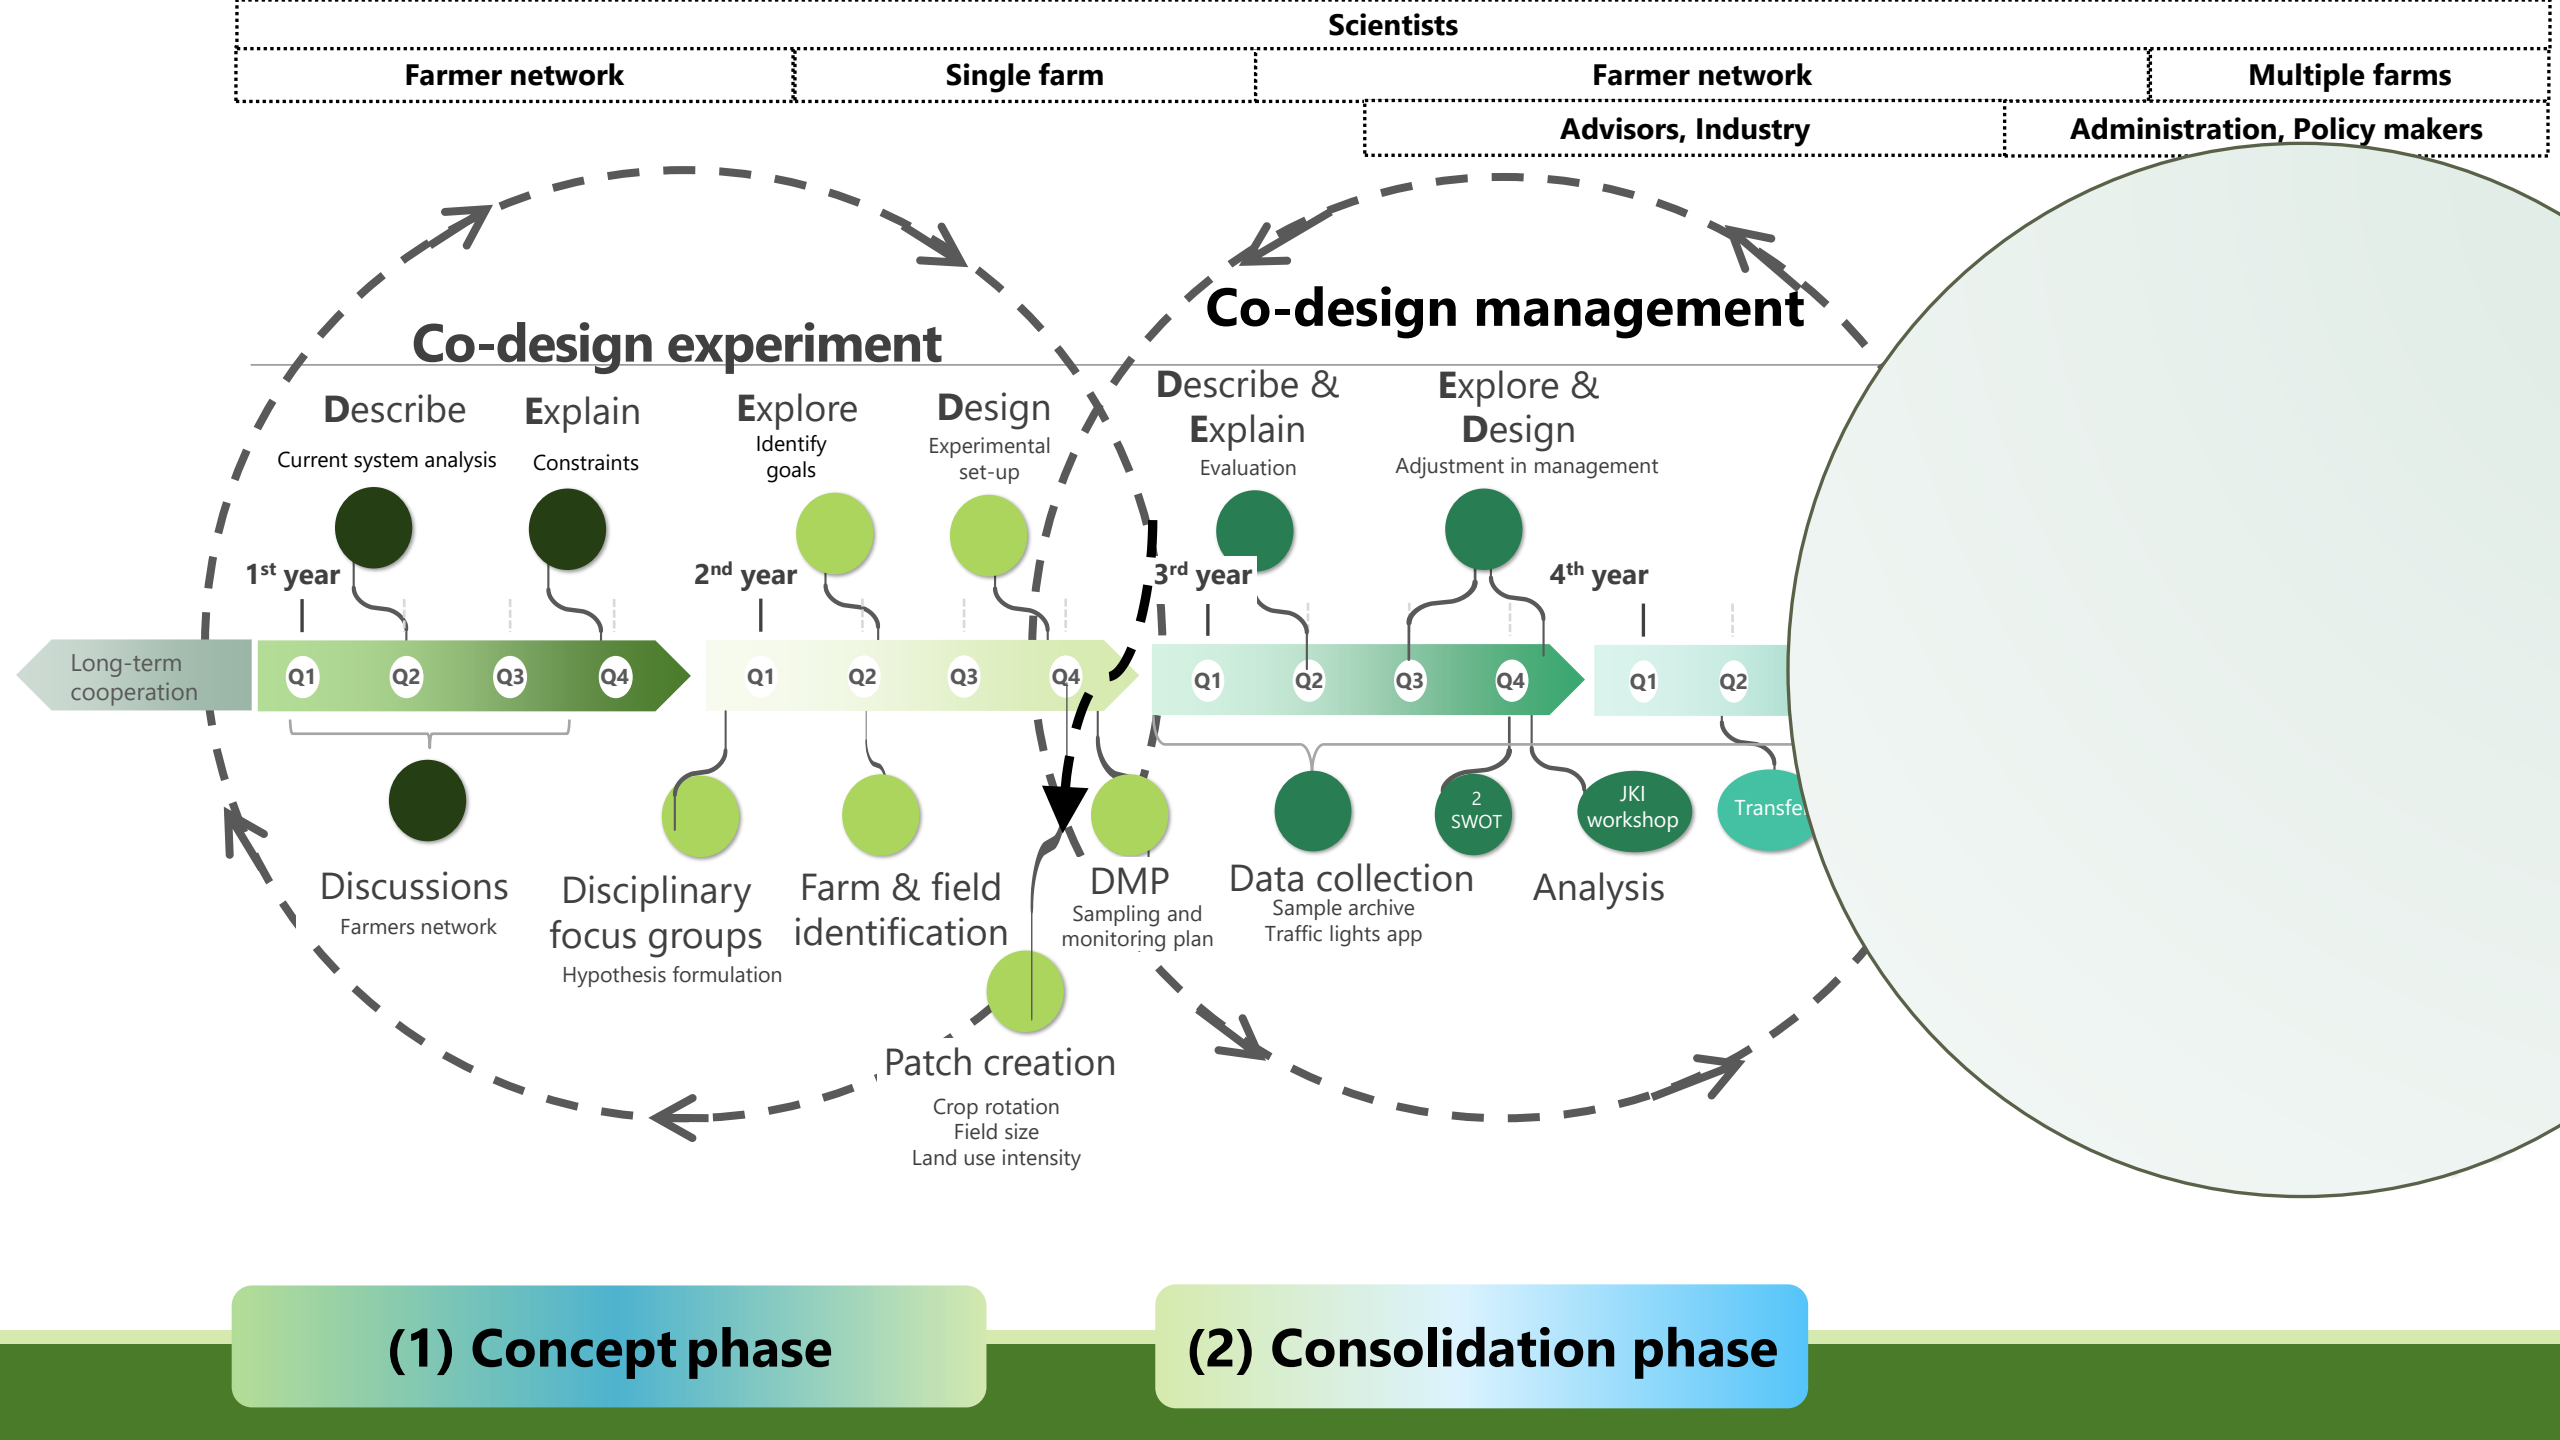 Scientists
Farmer network
Single farm
Farmer network
Multiple farms
Advisors, Industry
Administration, Policy makers
Co-design experiment
Co-design management
Describe
Current system analysis
Explain
Constraints
Explore
Identify
goals
Design
Experimental
set-up
Describe &
Explain
Evaluation
Explore &
Design
Adjustment in management
1st year
2nd year
3rd year
4th year
Long-term
cooperation
Q1
Q2
Q3
Q4
Q1
Q2
Q3
Q4
Q1
Q2
Q3
Q4
Q1
Q2
2
SWOT
JKI
workshop
Discussions
Farmers network
Disciplinary
focus groups
Hypothesis formulation
Farm & field
identification
DMP
Sampling and
monitoring plan
Data collection
Sample archive
Traffic lights app
Analysis
Patch creation
Crop rotation
Field size
Land use intensity
(1) Concept phase
(2) Consolidation phase